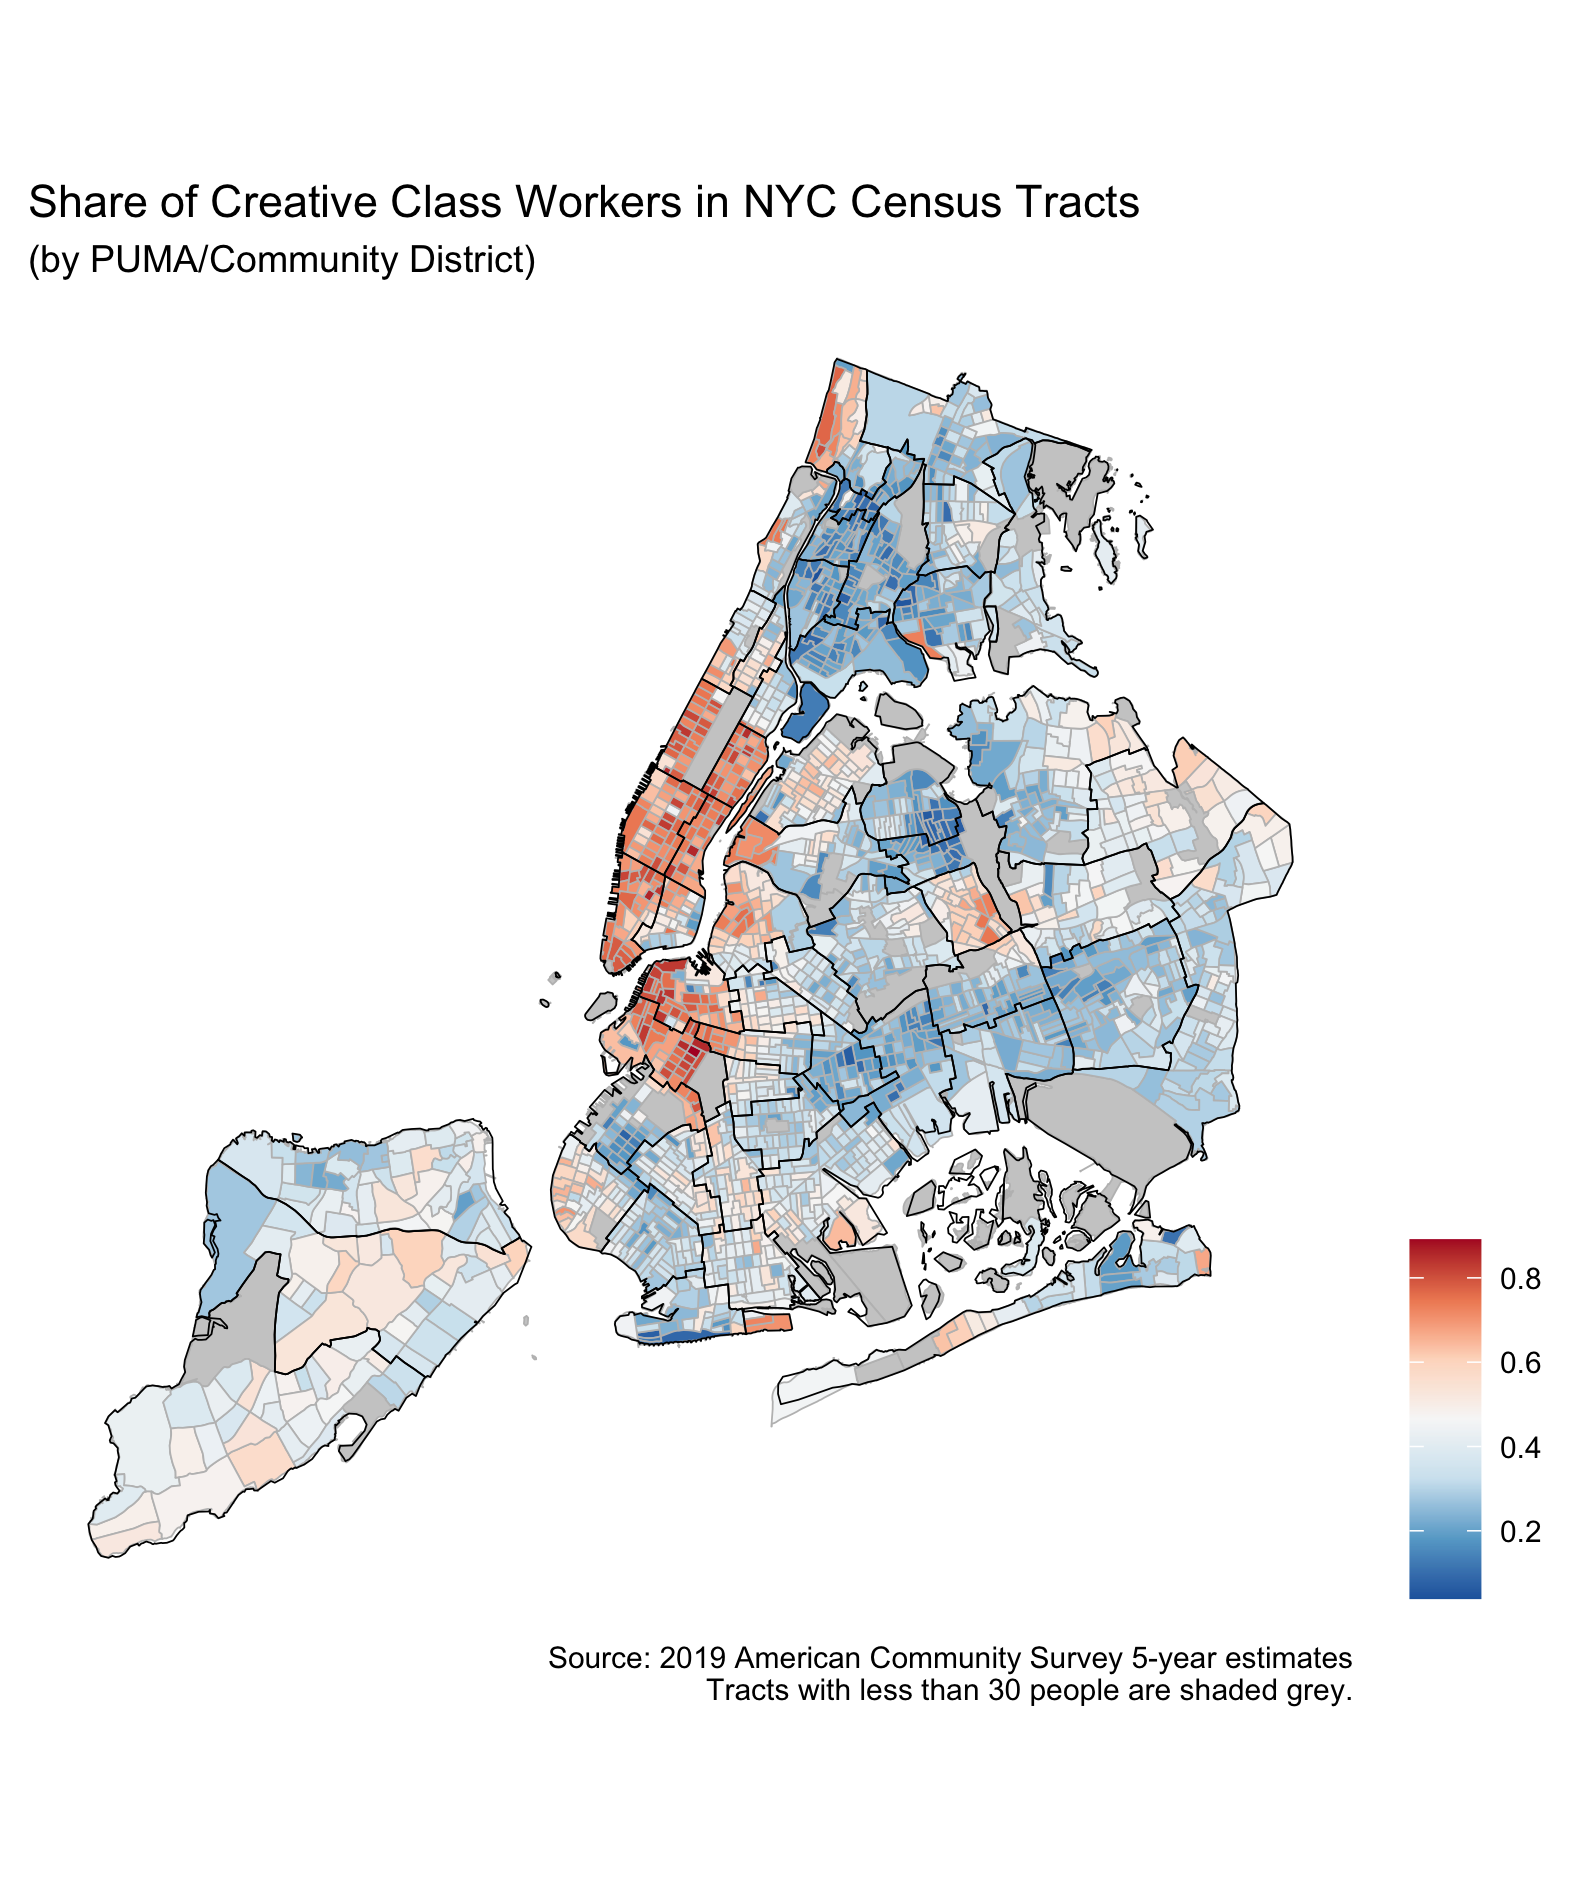 Share of Creative Class Workers in NYC Census Tracts
(by PUMA/Community District)
0.8
0.6
0.4
0.2
Source: 2019 American Community Survey 5-year estimates
Tracts with less than 30 people are shaded grey.